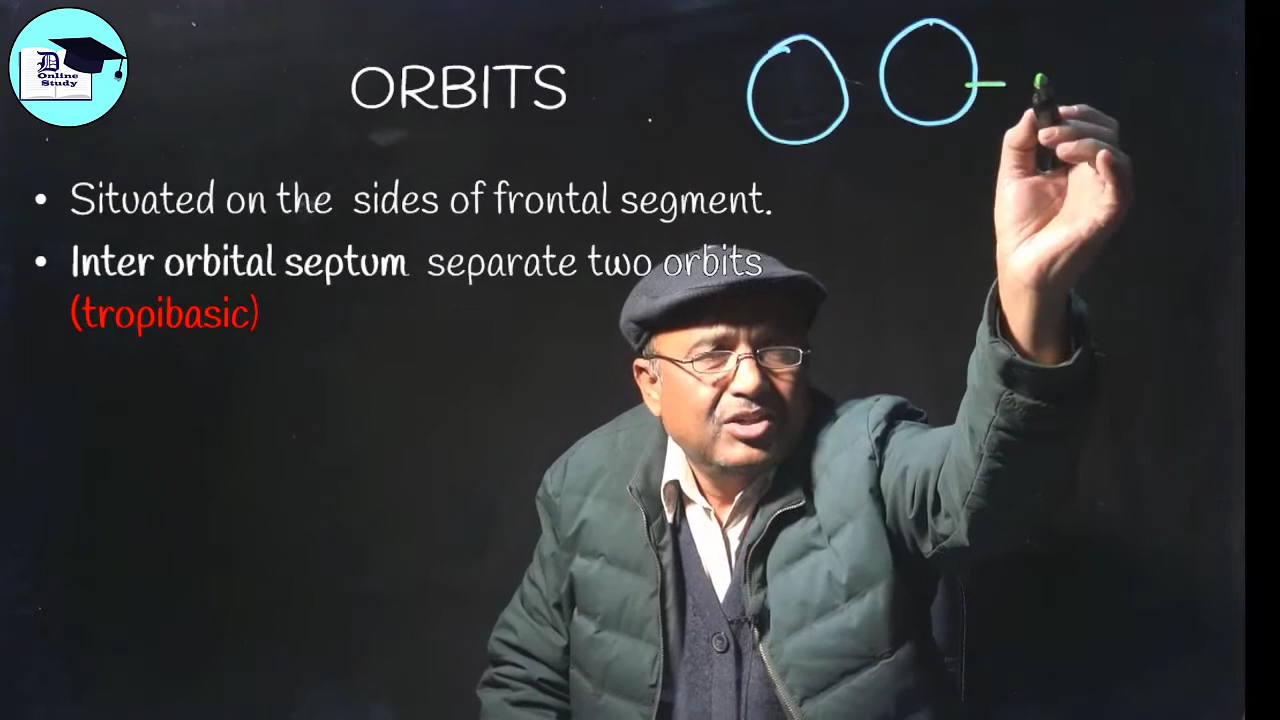 D
Online
Study
ORBITS
• Situated on the sides of frontal segment.
• Inter orbital septum separate two orbits
(tropibasic)